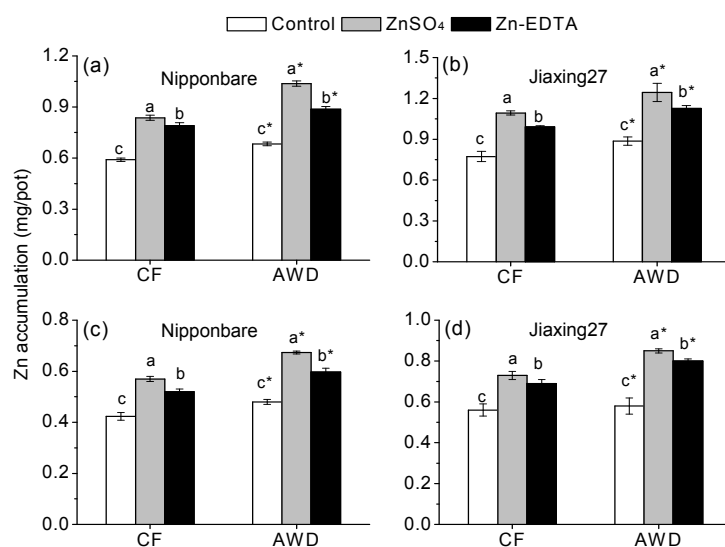 Control ZnSO₄ Zn-EDTA
Zn accumulation (mg/pot)
(a) Nipponbare
1.2
0.9
0.6
0.3
0.0
c a b c* a* b*
CF AWD
(b) Jiaxing27
1.5
1.2
0.9
0.6
0.3
0.0
c a b c* a* b*
CF AWD
(c) Nipponbare
0.8
0.6
0.4
0.2
0.0
c a b c* a* b*
CF AWD
(d) Jiaxing27
1.0
0.8
0.6
0.4
0.2
0.0
c a b c* a* b*
CF AWD